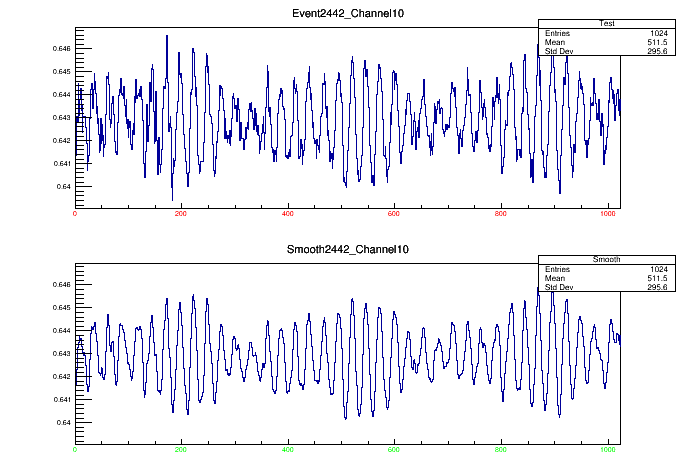 Event2442_Channel10
Test
Entries 1024
Mean 511.5
Std Dev 295.6
0.646
0.645
0.644
0.643
0.642
0.641
0.64
0 200 400 600 800 1000
Smooth2442_Channel10
Smooth
Entries 1024
Mean 511.5
Std Dev 295.6
0.646
0.645
0.644
0.643
0.642
0.641
0.64
0 200 400 600 800 1000